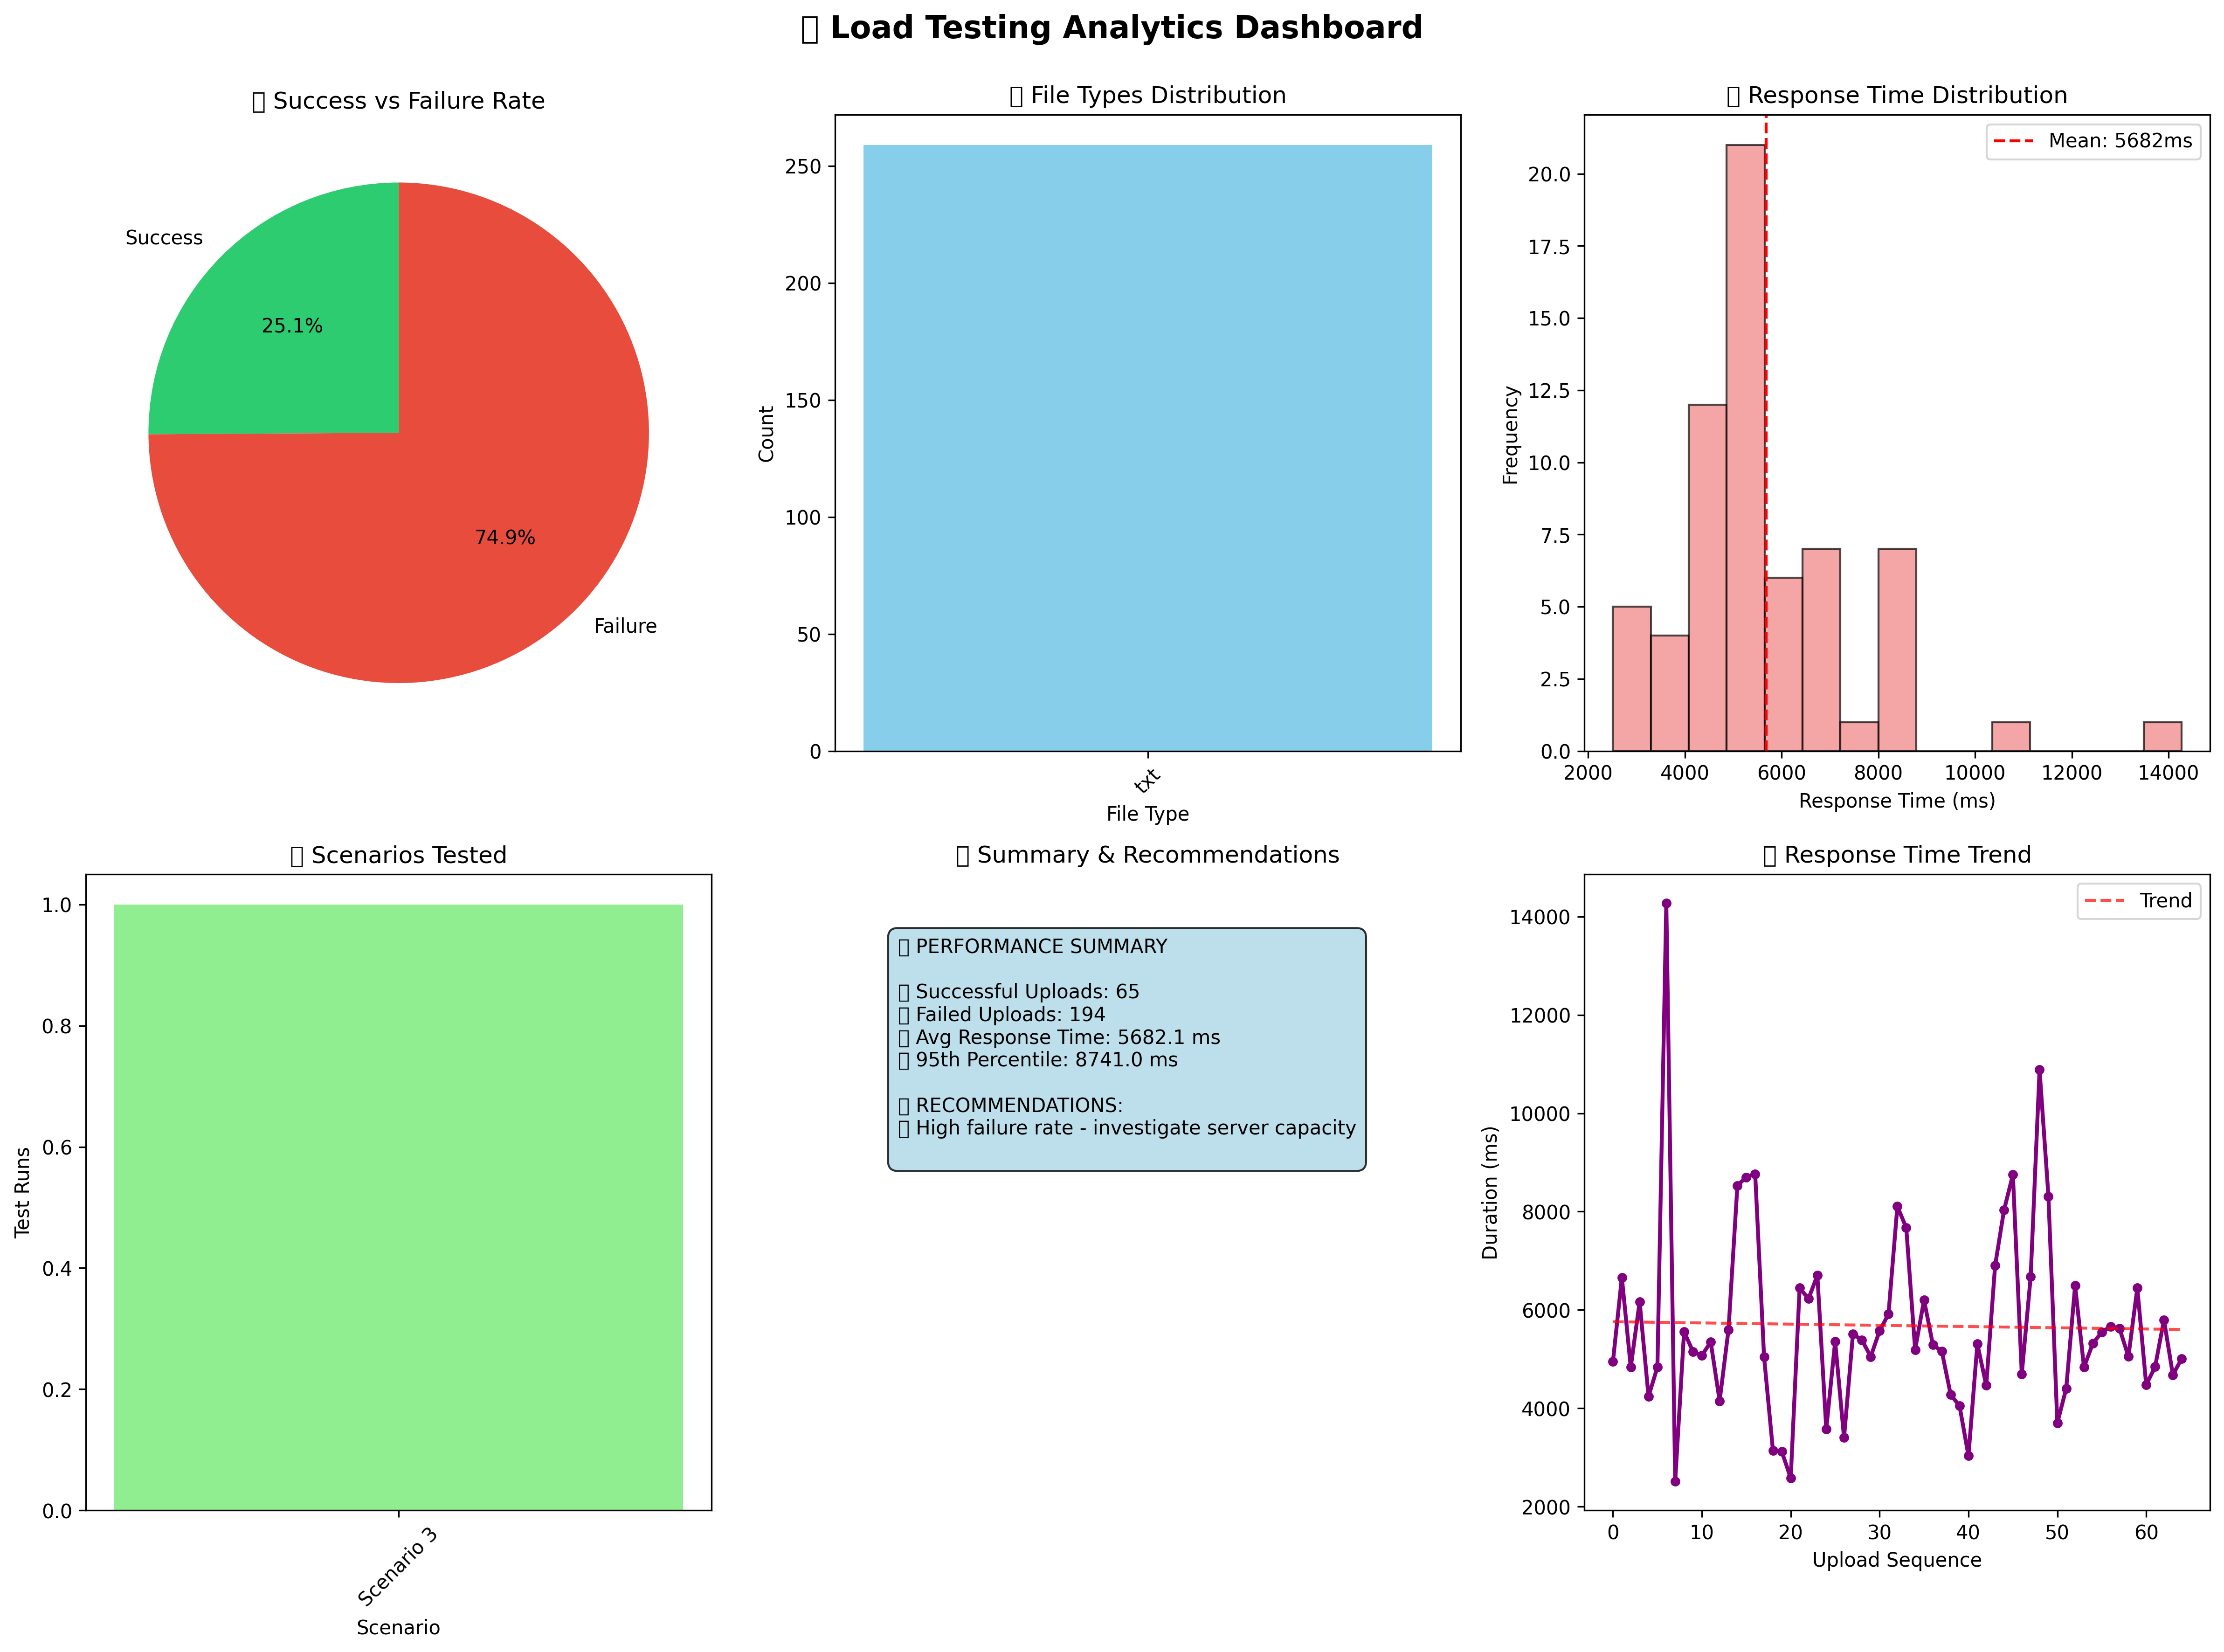 Load Testing Analytics Dashboard
Success vs Failure Rate
Success
25.1%
74.9%
Failure
File Types Distribution
Count
250
200
150
100
50
0
txt
File Type
Response Time Distribution
Mean: 5682ms
Frequency
20.0
17.5
15.0
12.5
10.0
7.5
5.0
2.5
0.0
2000 4000 6000 8000 10000 12000 14000
Response Time (ms)
Scenarios Tested
Test Runs
1.0
0.8
0.6
0.4
0.2
0.0
Scenario 3
Scenario
Summary & Recommendations
PERFORMANCE SUMMARY
Successful Uploads: 65
Failed Uploads: 194
Avg Response Time: 5682.1 ms
95th Percentile: 8741.0 ms
RECOMMENDATIONS:
High failure rate - investigate server capacity
Response Time Trend
Trend
Duration (ms)
14000
12000
10000
8000
6000
4000
2000
0 10 20 30 40 50 60
Upload Sequence